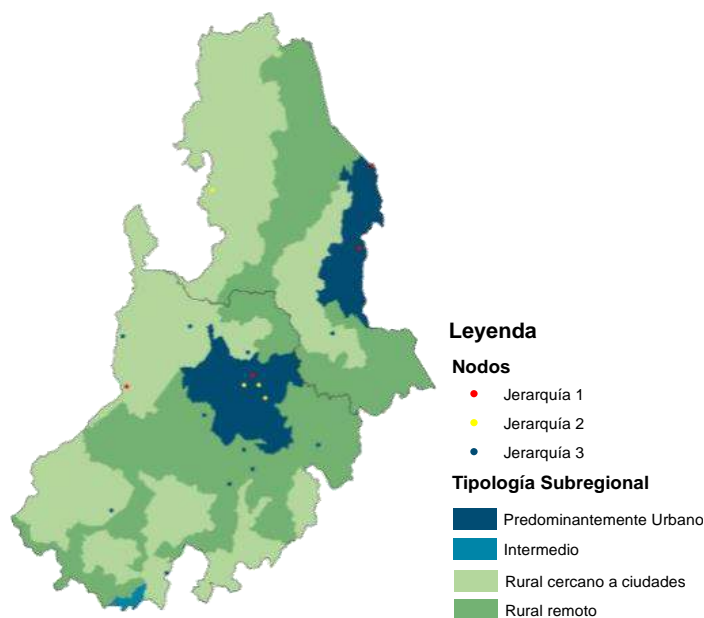 Leyenda
Nodos
Jerarquía 1
Jerarquía 2
Jerarquía 3
Tipología Subregional
Predominantemente Urbano
Intermedio
Rural cercano a ciudades
Rural remoto